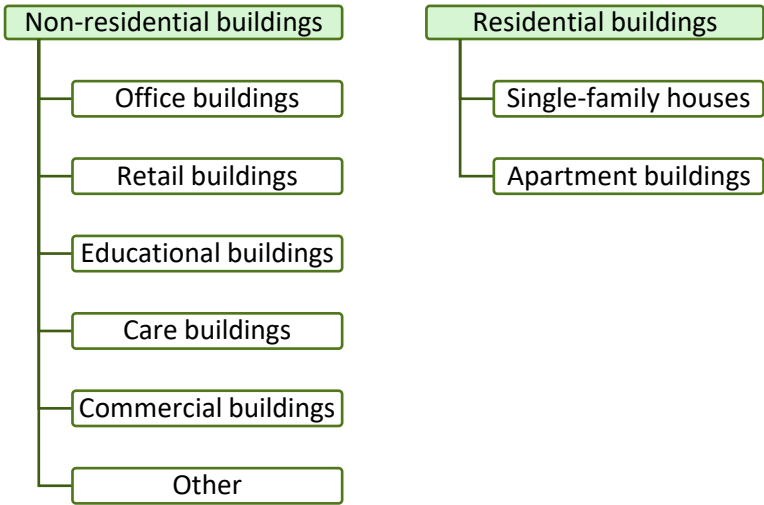 Non-residential buildings
Office buildings
Retail buildings
Educational buildings
Care buildings
Commercial buildings
Other
Residential buildings
Single-family houses
Apartment buildings